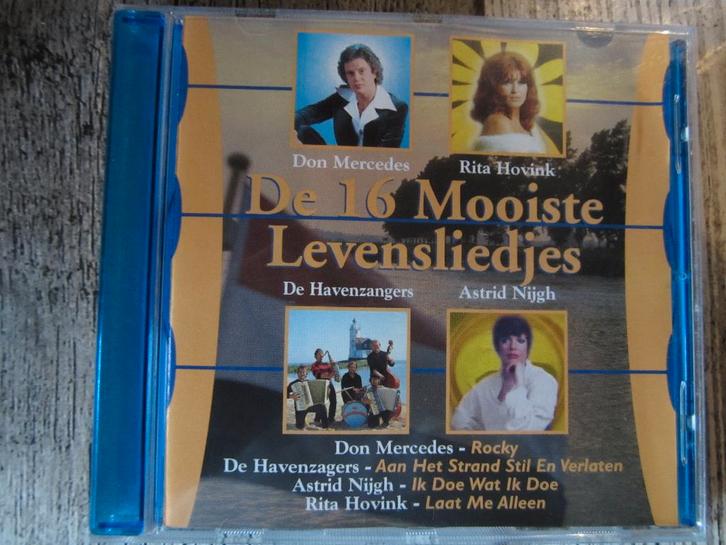 Don Mercedes
Rita Hovink
De 16 Mooiste
Levensliedjes
De Havenzangers
Astrid Nijgh
Don Mercedes - Rocky
De Havenzagers - Aan Het Strand Stil En Verlaten
Astrid Nijgh - Ik Doe Wat Ik Doe
Rita Hovink - Laat Me Alleen